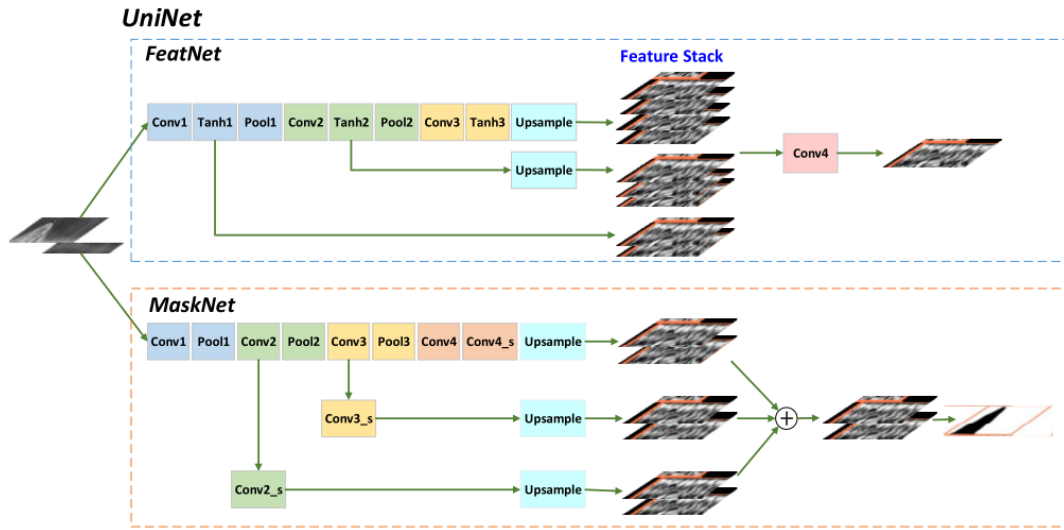 UniNet
FeatNet
Feature Stack
Conv1 Tanh1 Pool1 Conv2 Tanh2 Pool2 Conv3 Tanh3 Upsample
Upsample
Conv4
MaskNet
Conv1 Pool1 Conv2 Pool2 Conv3 Pool3 Conv4 Conv4_s Upsample
Conv3_s Upsample
Conv2_s Upsample